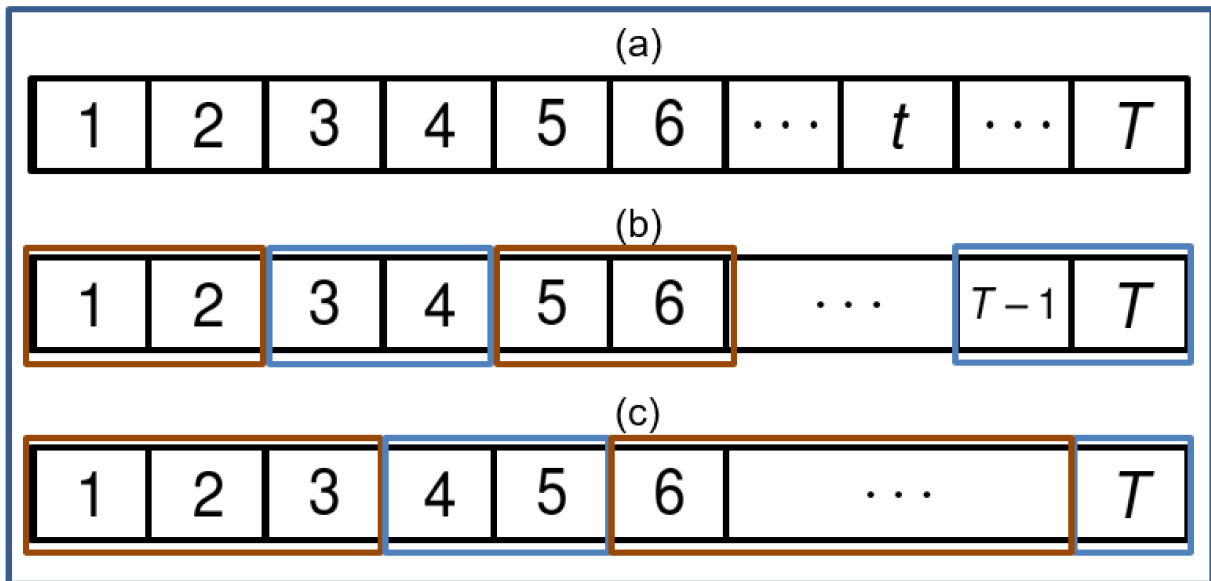 (a)
1 2 3 4 5 6 ··· t ··· T
(b)
1 2 3 4 5 6 ··· T − 1 T
(c)
1 2 3 4 5 6 ··· T